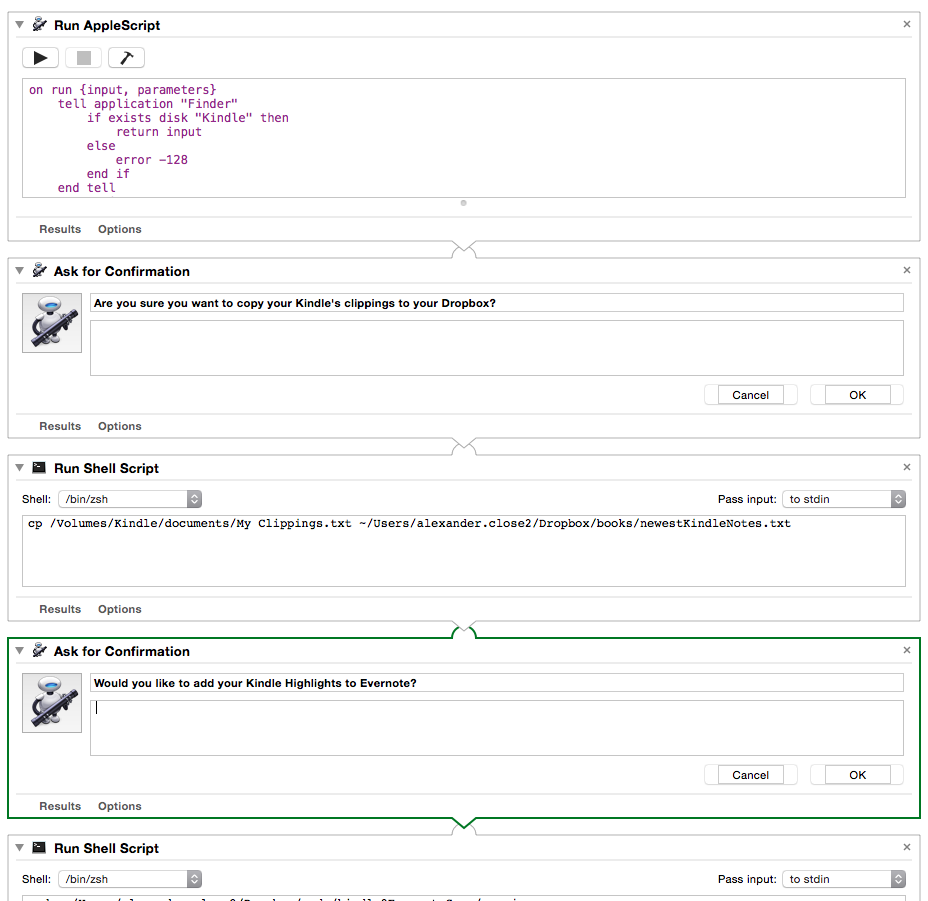 Run AppleScript
on run {input, parameters}
tell application "Finder"
if exists disk "Kindle" then
return input
else
error -128
end if
end tell
Results Options
Ask for Confirmation
Are you sure you want to copy your Kindle's clippings to your Dropbox?
Cancel OK
Results Options
Run Shell Script
Shell: /bin/zsh Pass input: to stdin
cp /Volumes/Kindle/documents/My Clippings.txt ~/Users/alexander.close2/Dropbox/books/newestKindleNotes.txt
Results Options
Ask for Confirmation
Would you like to add your Kindle Highlights to Evernote?
Cancel OK
Results Options
Run Shell Script
Shell: /bin/zsh Pass input: to stdin